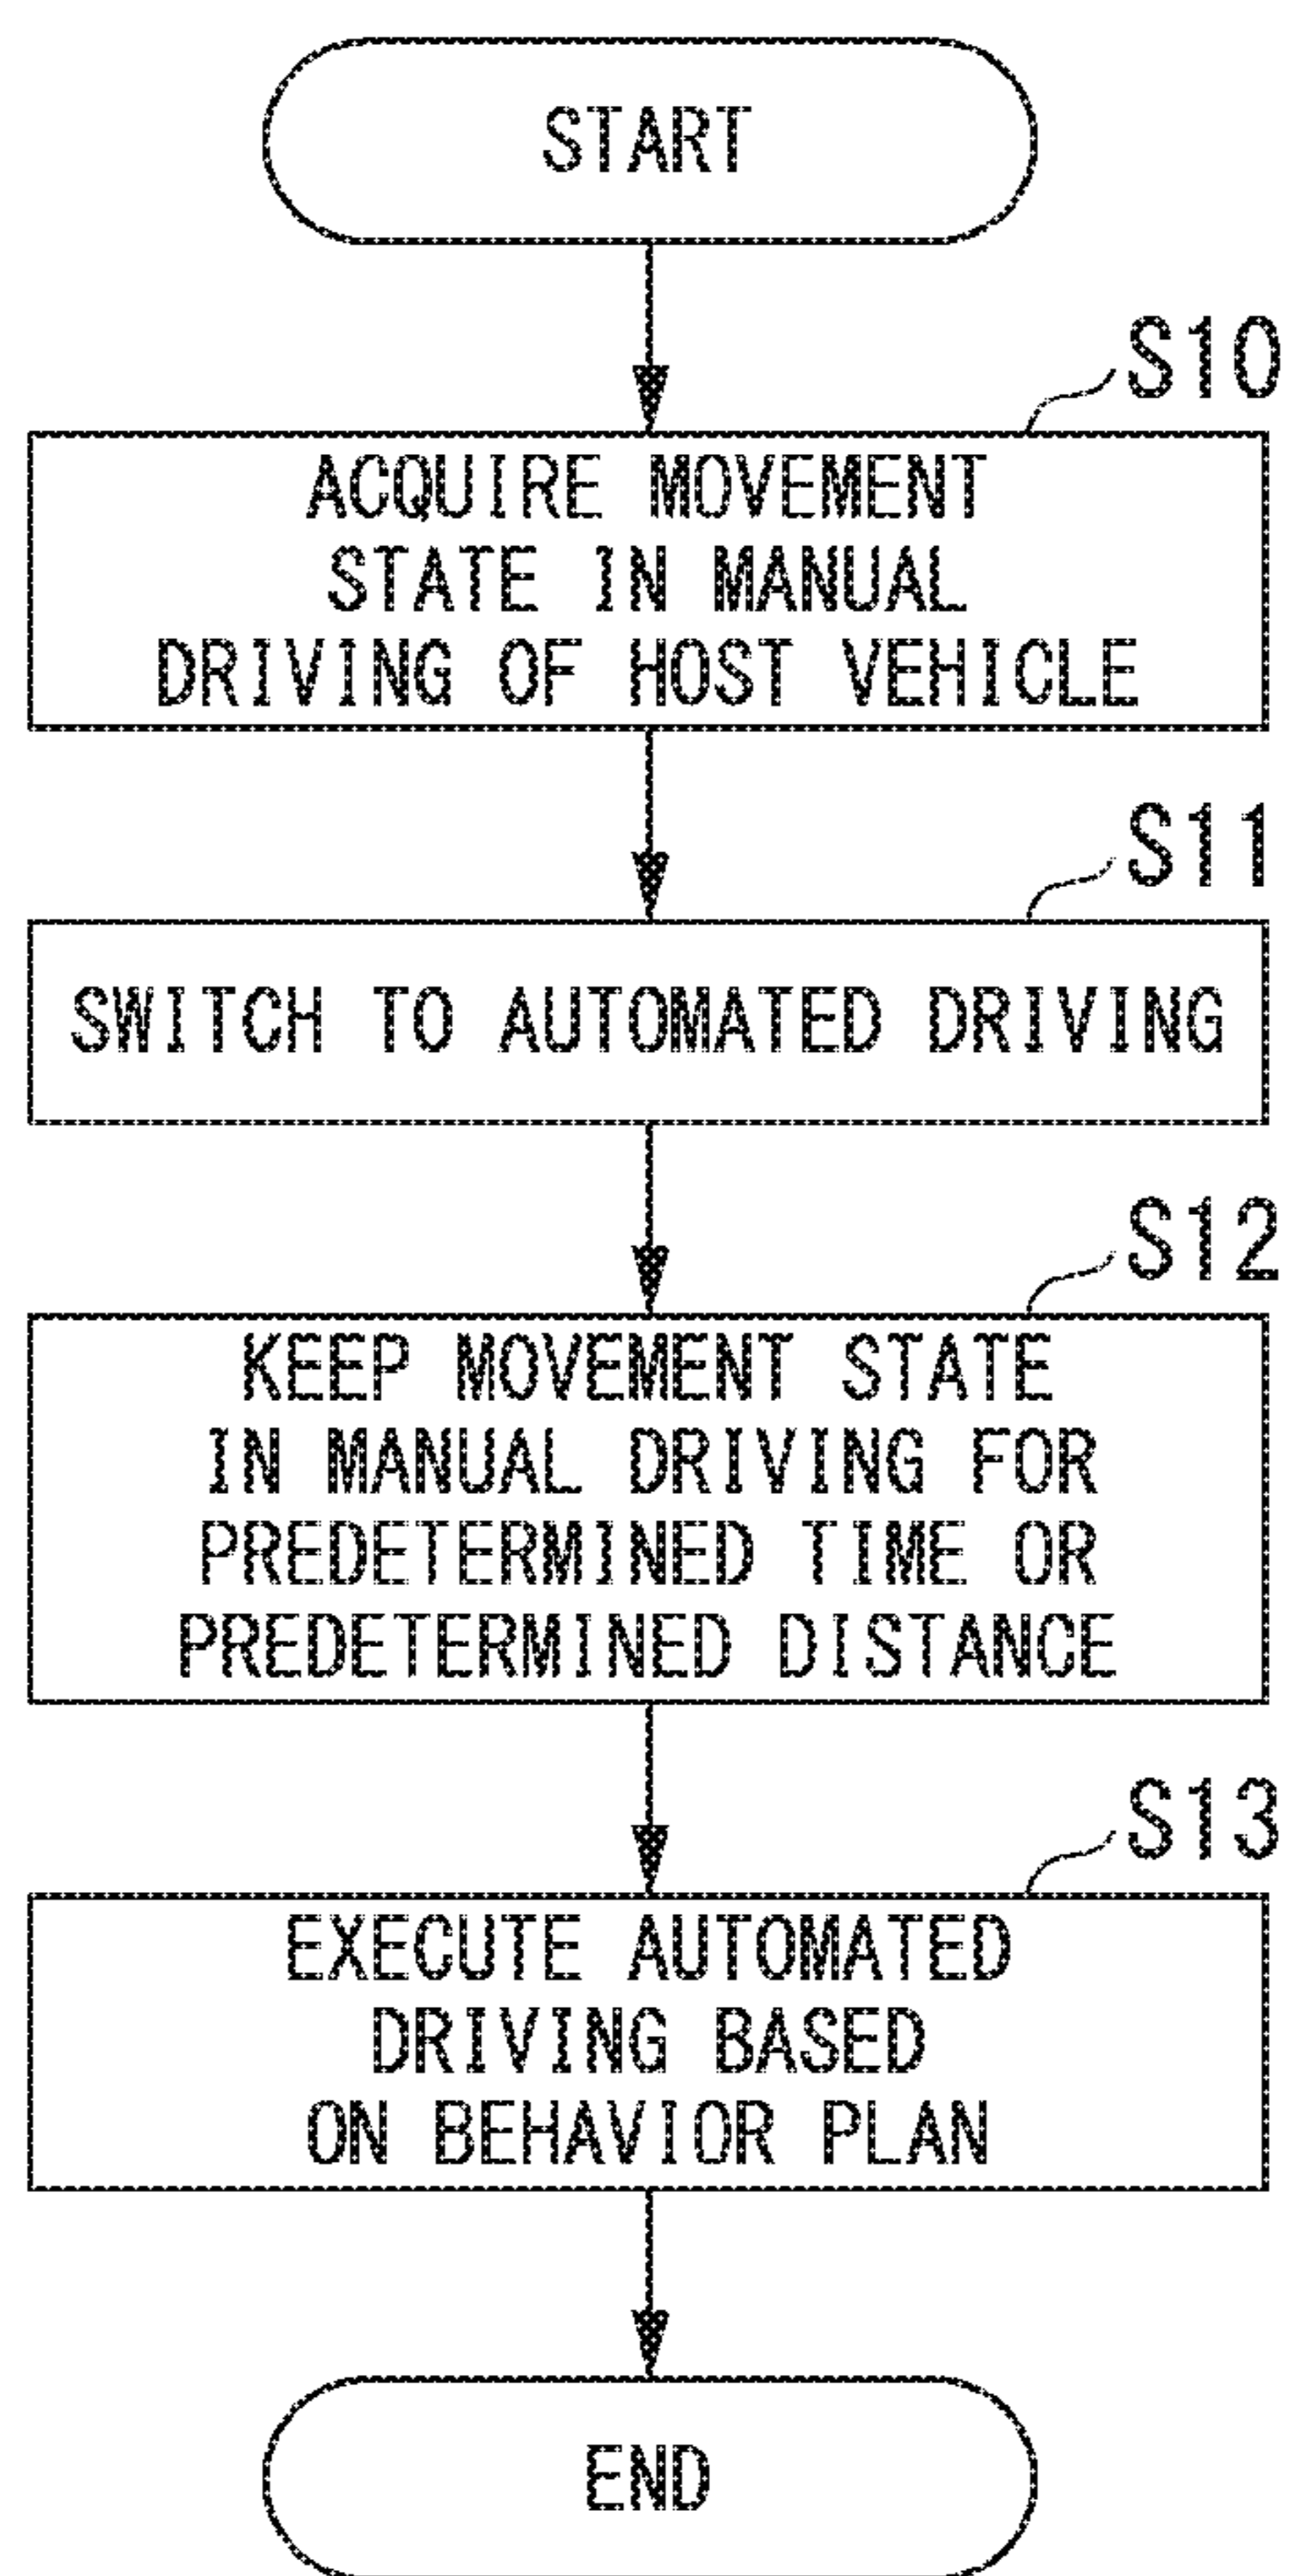 START
S10
ACQUIRE MOVEMENT
STATE IN MANUAL
DRIVING OF HOST VEHICLE
S11
SWITCH TO AUTOMATED DRIVING
S12
KEEP MOVEMENT STATE
IN MANUAL DRIVING FOR
PREDETERMINED TIME OR
PREDETERMINED DISTANCE
S13
EXECUTE AUTOMATED
DRIVING BASED
ON BEHAVIOR PLAN
END